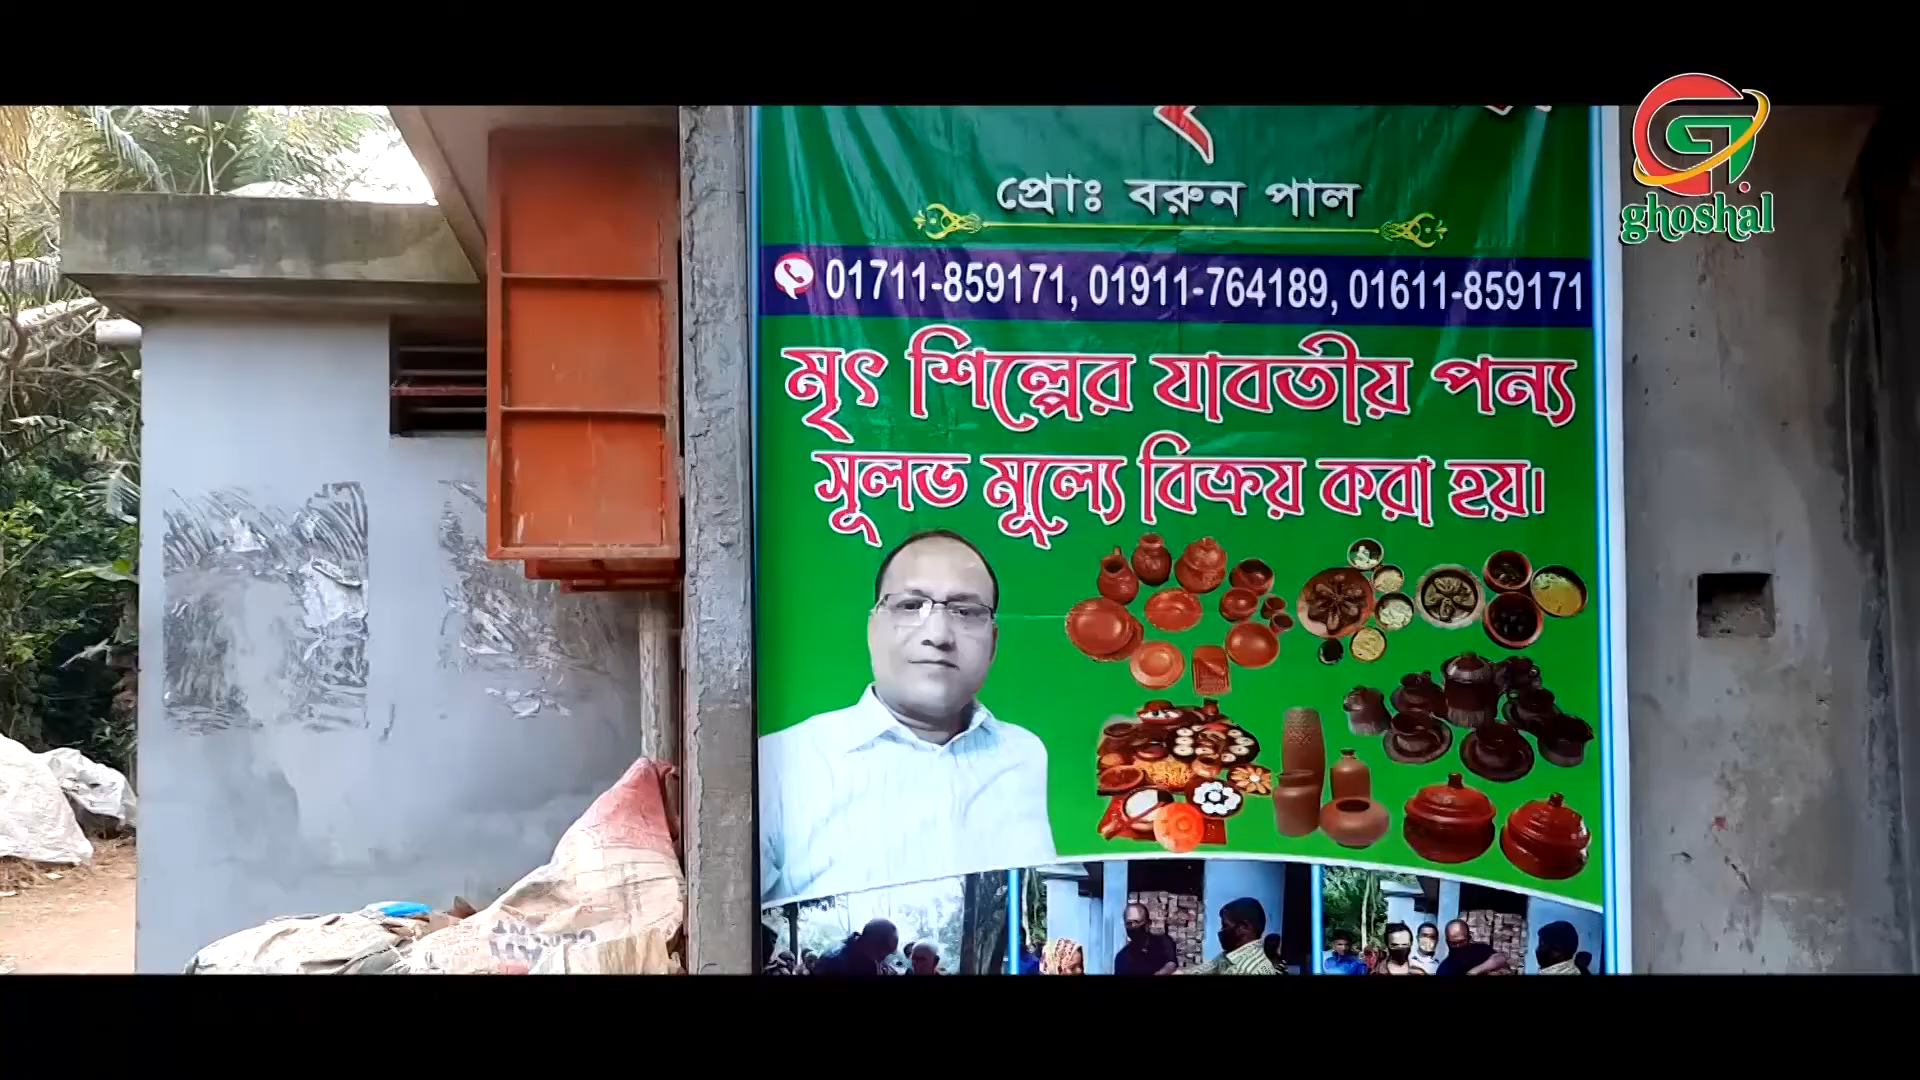 ghoshal
প্রোঃ বরুন পাল
01711-859171, 01911-764189, 01611-859171
মৃৎ শিল্পের যাবতীয় পন্য
সূলভ মূল্যে বিক্রয় করা হয়।